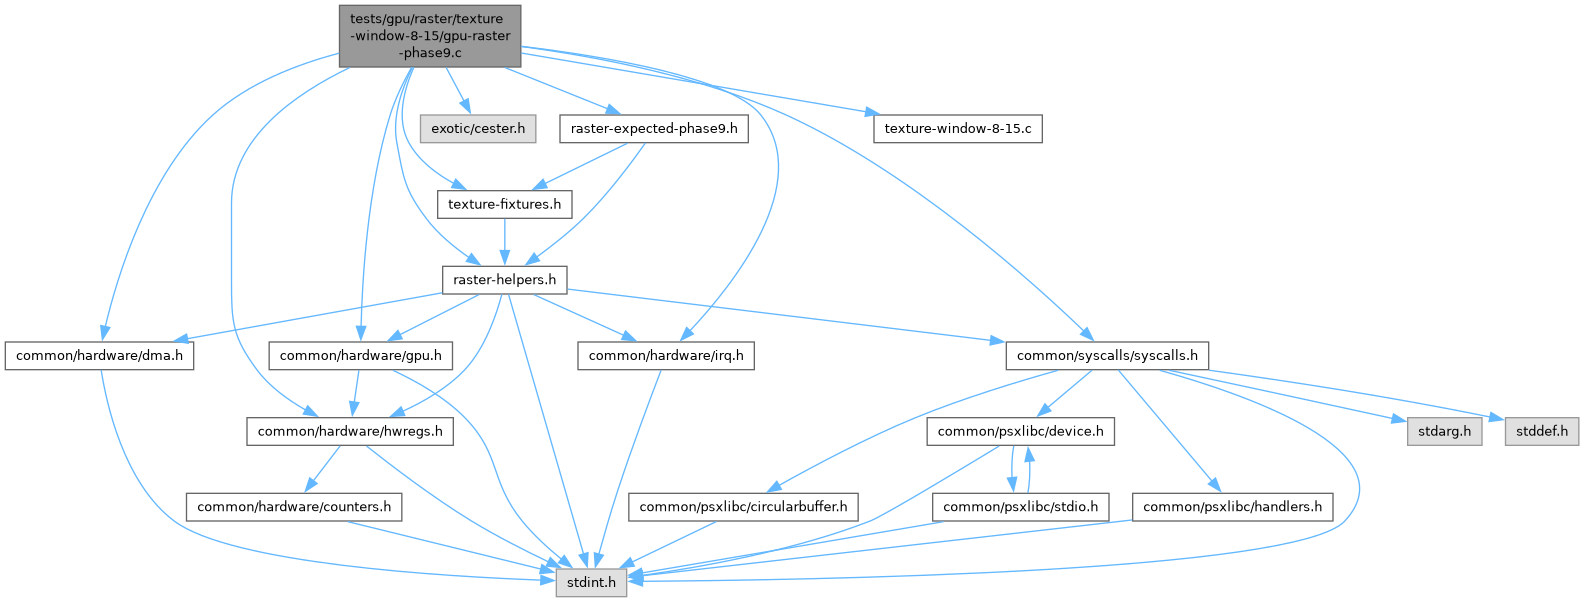 tests/gpu/raster/texture
-window-8-15/gpu-raster
-phase9.c
exotic/cester.h
raster-expected-phase9.h
texture-window-8-15.c
texture-fixtures.h
raster-helpers.h
common/hardware/dma.h
common/hardware/gpu.h
common/hardware/irq.h
common/syscalls/syscalls.h
common/hardware/hwregs.h
common/psxlibc/device.h
stdarg.h
stddef.h
common/hardware/counters.h
common/psxlibc/circularbuffer.h
common/psxlibc/stdio.h
common/psxlibc/handlers.h
stdint.h